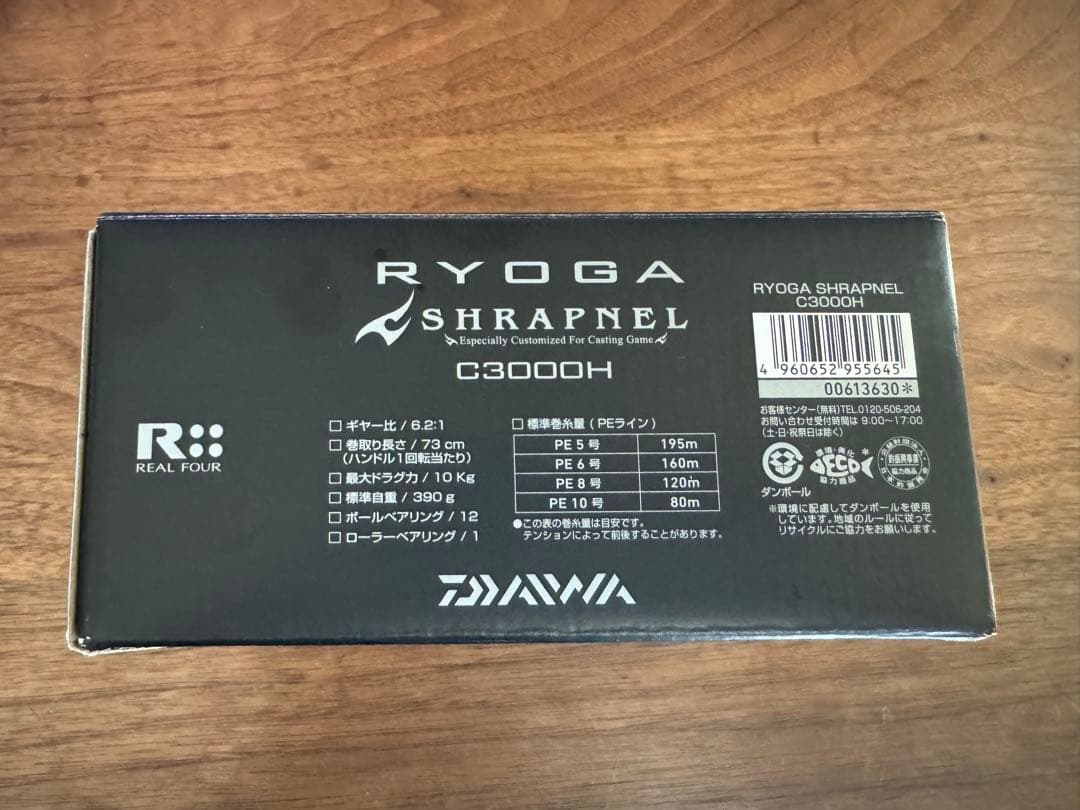 RYOGA
SHRAPNEL
Especially Customized For Casting Game
C3000H
R
REAL FOUR
□ ギヤー比 / 6.2:1
□ 巻取り長さ / 73 cm
(ハンドル1回転当たり)
□ 最大ドラグ力 / 10 Kg
□ 標準自重 / 390 g
□ ボールベアリング / 12
□ ローラーベアリング / 1
□ 標準巻糸量 ( PEライン )
PE 5 号 195m
PE 6 号 160m
PE 8 号 120m
PE 10 号 80m
●この表の巻糸量は目安です。
テンションによって前後することがあります。
DAIWA
RYOGA SHRAPNEL
C3000H
4 960652 955645
00613630*
お客様センター(無料)TEL.0120-506-204
お問い合わせ受付時間は 9:00～17:00
(土・日・祝祭日は除く)
環境・美化
ECO
協力商品
ダンボール
※環境に配慮してダンボールを使用
しています。地域のルールに従って
リサイクルにご協力をお願いします。